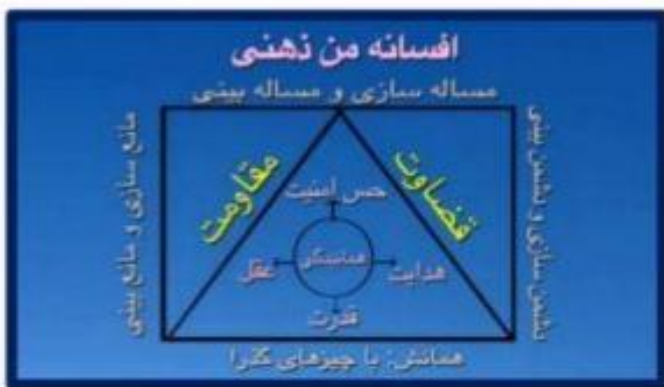 افسانه من ذهنی
مساله سازی و مساله بینی
مانع سازی و مانع بینی
دشمن سازی و دشمن بینی
مقاومت
قضاوت
حس امنیت
عقل
همانیدگی
هدایت
قدرت
همانش: با چیزهای گذرا